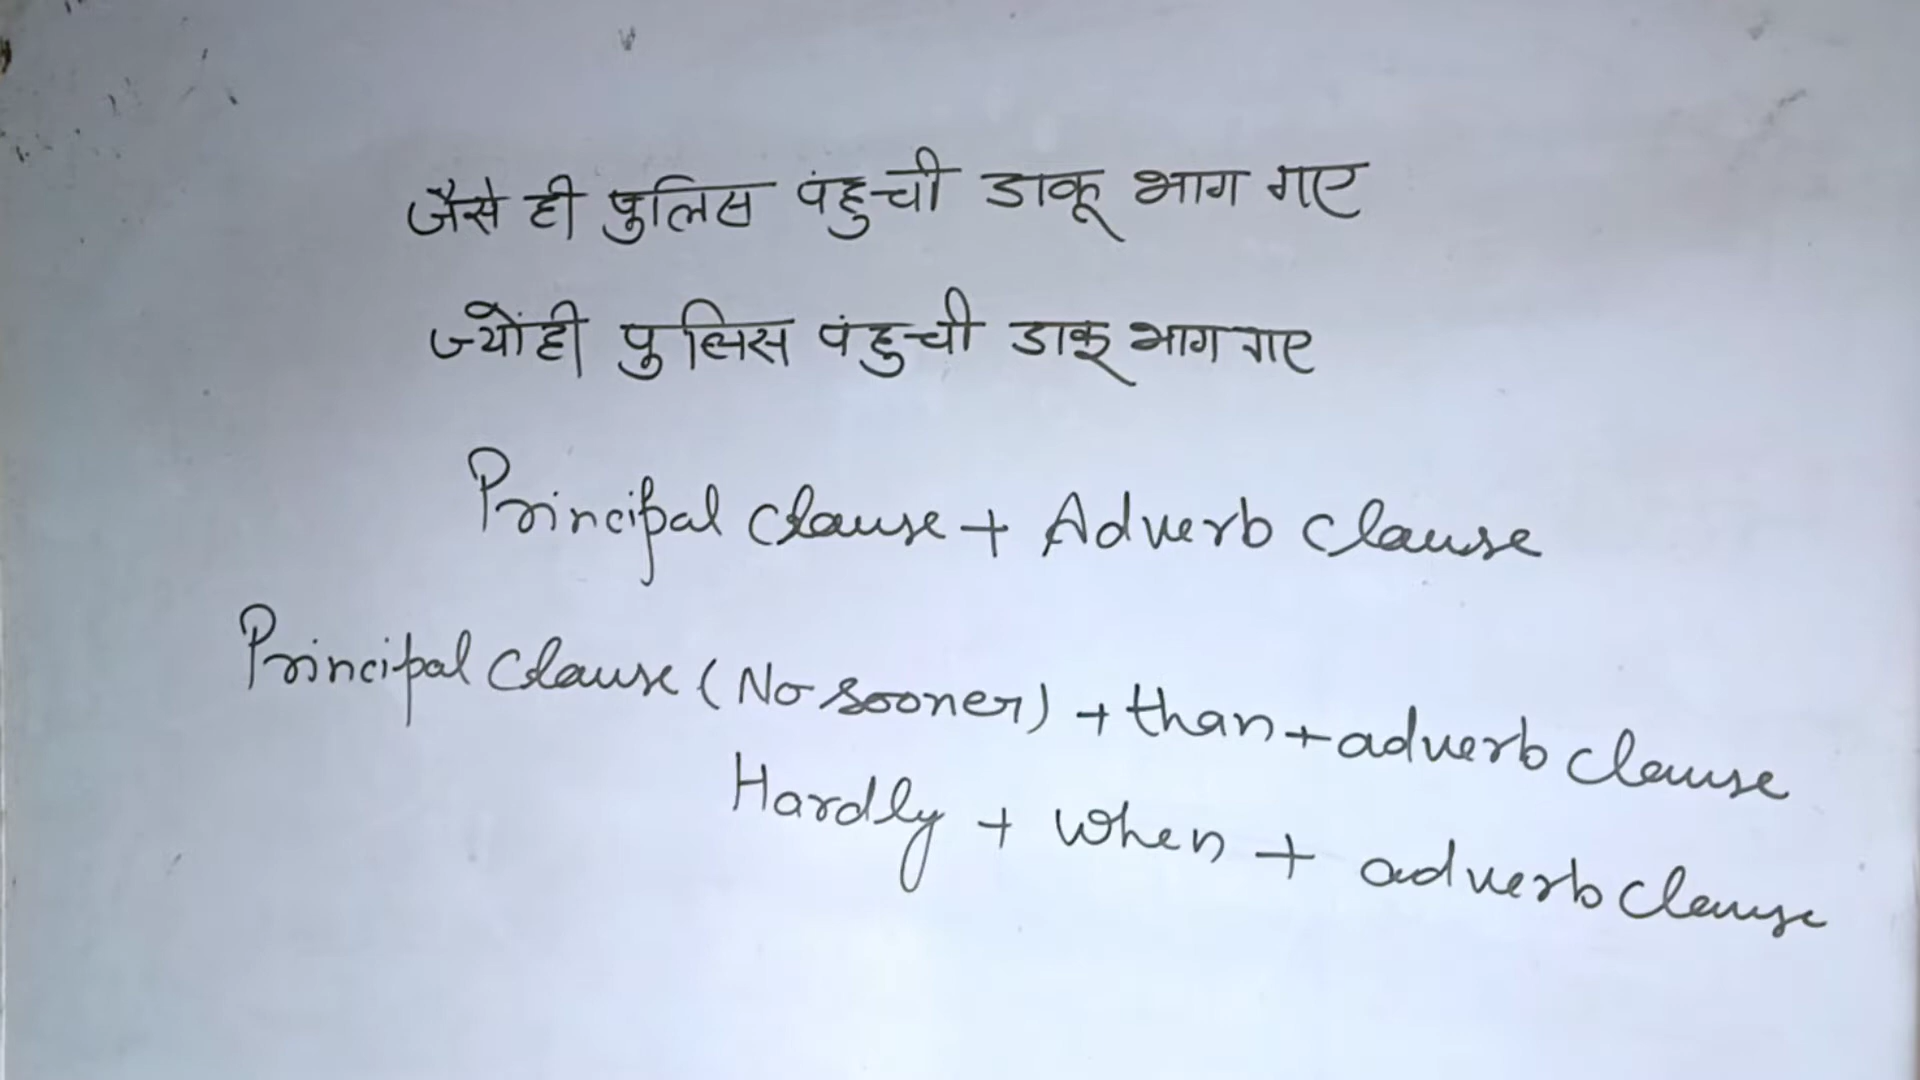 जैसे ही पुलिस पंहुची डाकू भाग गए
ज्योंही पुलिस पंहुची डाकू भाग गए
Principal clause + Adverb clause
Principal clause (No sooner) + than + adverb clause
Hardly + when + adverb clause